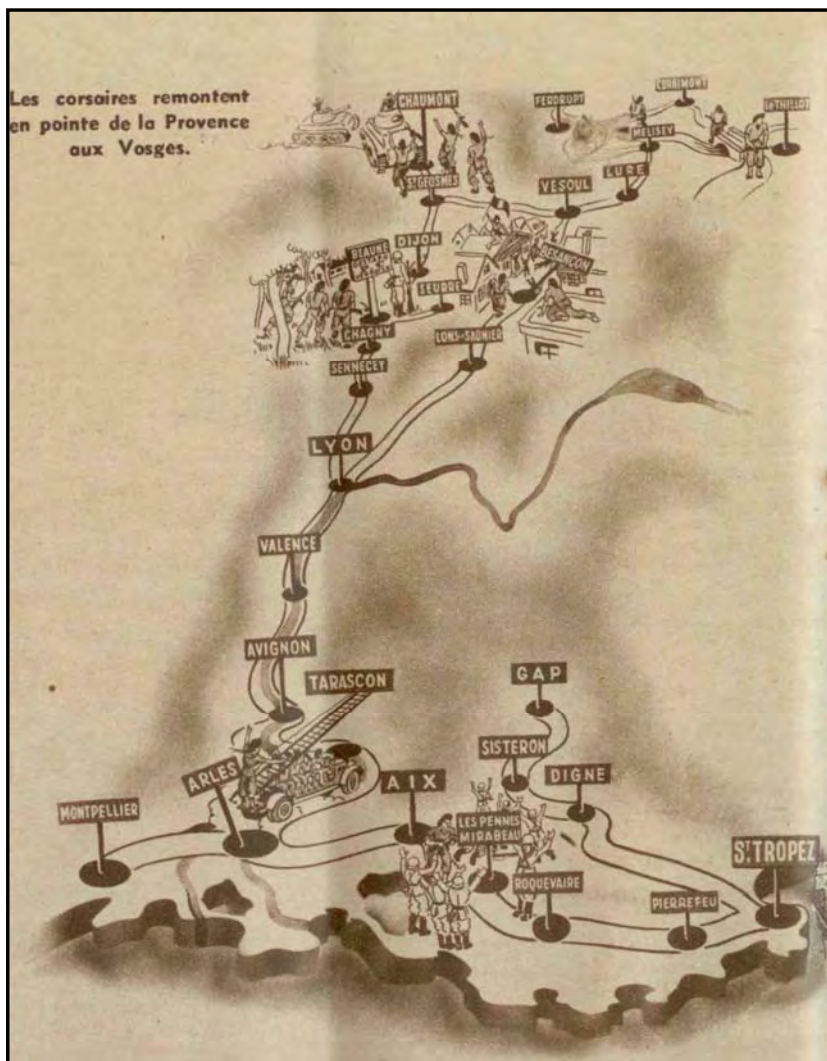 Les corsaires remontent
en pointe de la Provence
aux Vosges.
CHAUMONT
FERDRUPT
CORRIMONT
LE THILLOT
MELISEY
ST GEOSMES
VESOUL
LURE
BEAUNE
DIJON
BESANCON
SEURRE
CHAGNY
LONS-LE-SAUNIER
SENNECEY
LYON
VALENCE
AVIGNON
TARASCON
GAP
SISTERON
DIGNE
ARLES
AIX
MONTPELLIER
LES PENNES
MIRABEAU
ST TROPEZ
ROQUEVAIRE
PIERREFEU